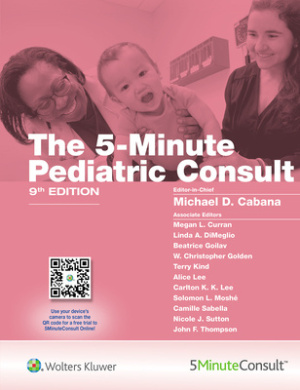 The 5-Minute
Pediatric Consult
9th EDITION
Editor-in-Chief
Michael D. Cabana
Associate Editors
Megan L. Curran
Linda A. DiMeglio
Beatrice Goilav
W. Christopher Golden
Terry Kind
Alice Lee
Carlton K. K. Lee
Solomon L. Moshé
Camille Sabella
Nicole J. Sutton
John F. Thompson
Use your device's
camera to scan the
QR code for a free trial to
5MinuteConsult Online!
Wolters Kluwer
5MinuteConsult™